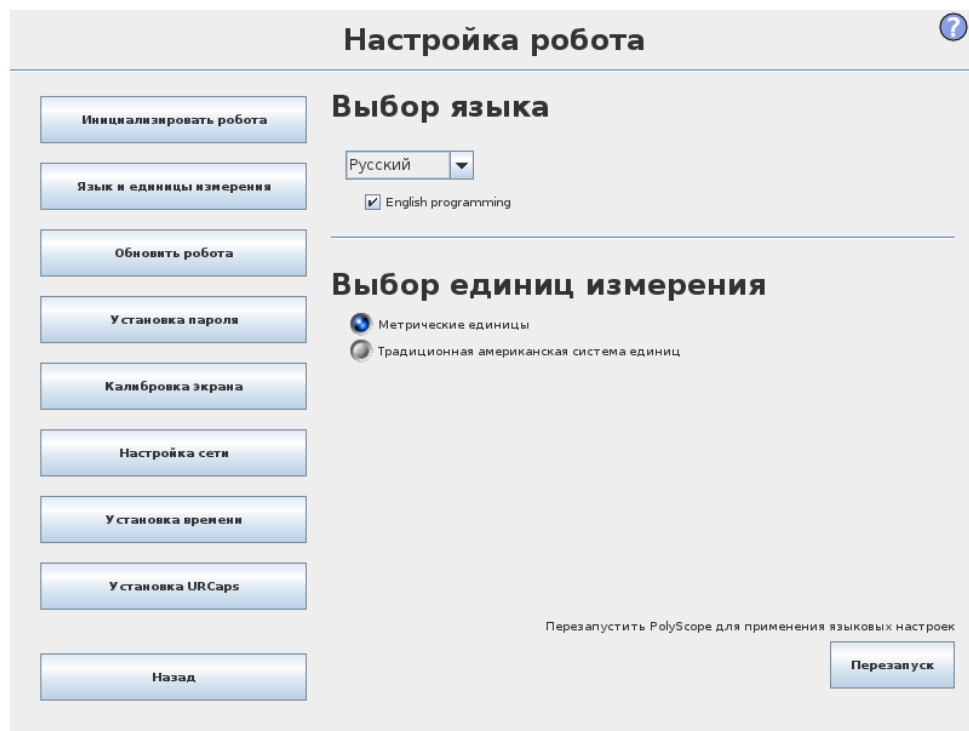 Настройка робота
?
Инициализировать робота
Язык и единицы измерения
Обновить робота
Установка пароля
Калибровка экрана
Настройка сети
Установка времени
Установка URCaps
Назад
Выбор языка
Русский
English programming
Выбор единиц измерения
Метрические единицы
Традиционная американская система единиц
Перезапустить PolyScope для применения языковых настроек
Перезапуск